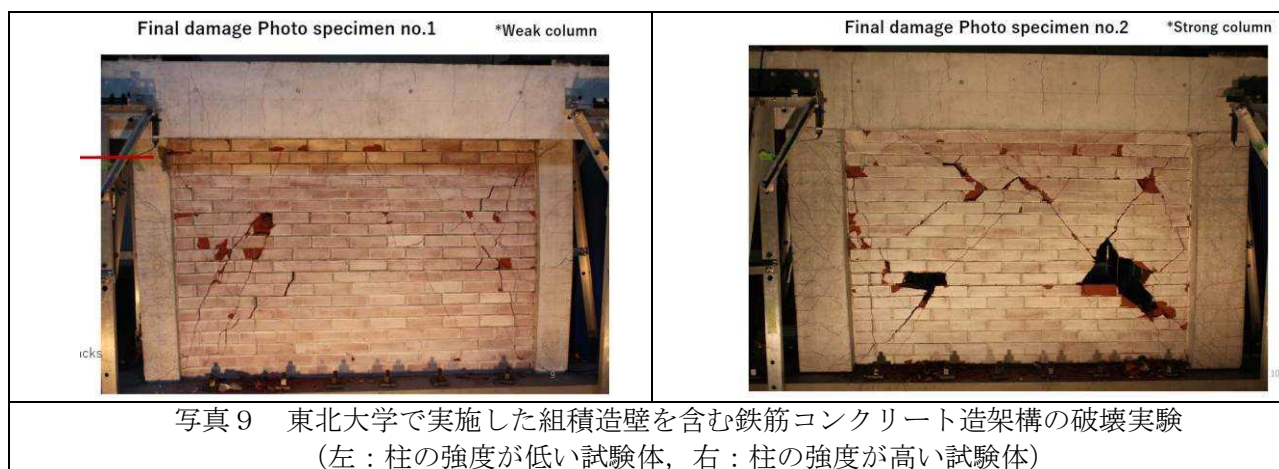 Final damage Photo specimen no.1
*Weak column
Final damage Photo specimen no.2
*Strong column
cks
9
10
写真9 東北大学で実施した組積造壁を含む鉄筋コンクリート造架構の破壊実験
(左:柱の強度が低い試験体,右:柱の強度が高い試験体)